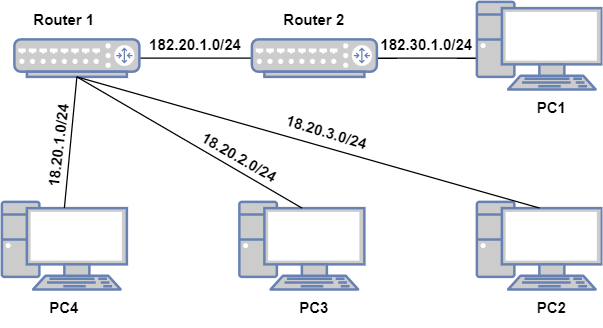 Router 1
Router 2
182.20.1.0/24
182.30.1.0/24
PC1
18.20.1.0/24
18.20.2.0/24
18.20.3.0/24
PC4
PC3
PC2